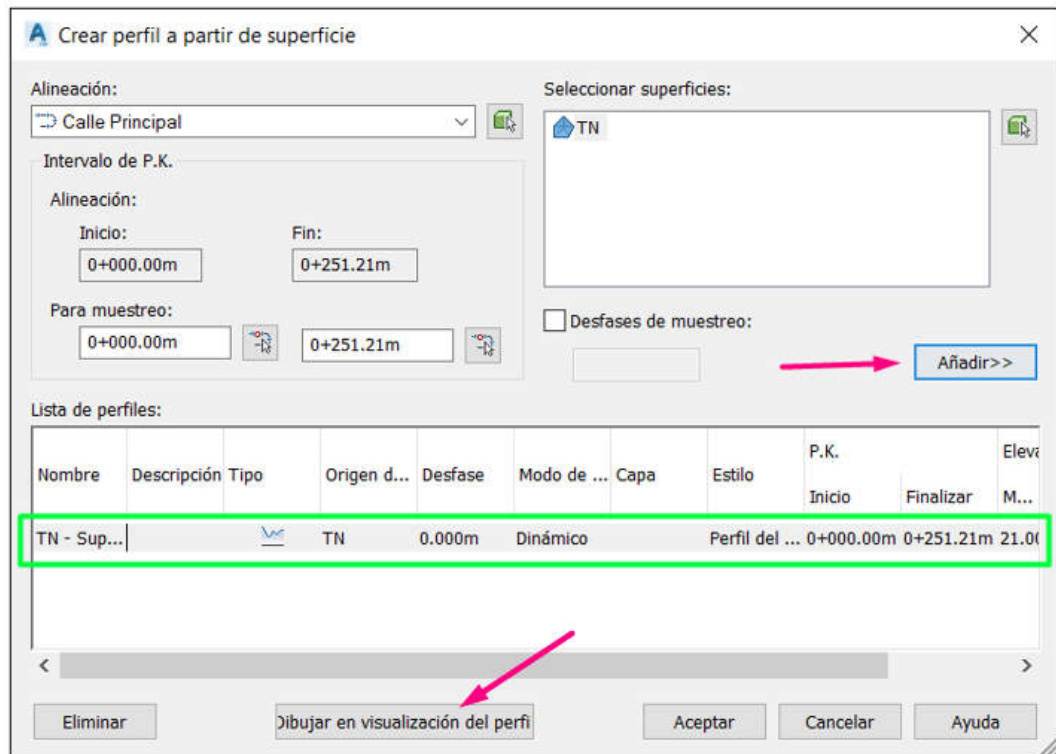 Crear perfil a partir de superficie
Alineación:
Calle Principal
Seleccionar superficies:
TN
Intervalo de P.K.
Alineación:
Inicio: Fin:
0+000.00m 0+251.21m
Para muestreo:
0+000.00m 0+251.21m
Desfases de muestreo:
Añadir>>
Lista de perfiles:
P.K. Eleva
Nombre Descripción Tipo Origen d... Desfase Modo de ... Capa Estilo
Inicio Finalizar M...
TN - Sup... TN 0.000m Dinámico Perfil del ... 0+000.00m 0+251.21m 21.00
Eliminar Dibujar en visualización del perfi Aceptar Cancelar Ayuda